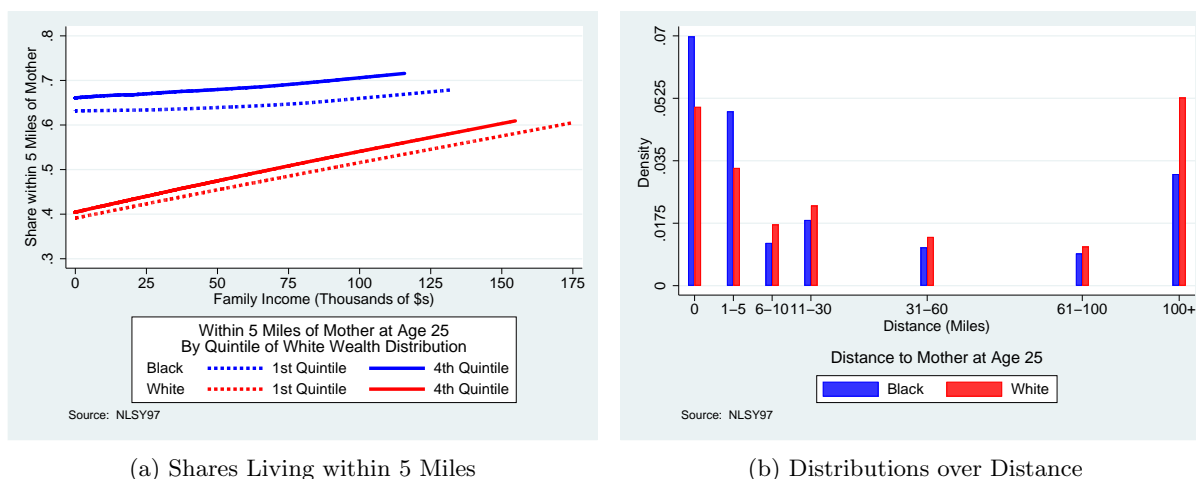 Share within 5 Miles of Mother
.8
.7
.6
.5
.4
.3
0 25 50 75 100 125 150 175
Family Income (Thousands of $s)
Within 5 Miles of Mother at Age 25
By Quintile of White Wealth Distribution
Black 1st Quintile 4th Quintile
White 1st Quintile 4th Quintile
Source: NLSY97
(a) Shares Living within 5 Miles
Density
.07
.0525
.035
.0175
0
0 1–5 6–10 11–30 31–60 61–100 100+
Distance (Miles)
Distance to Mother at Age 25
Black White
Source: NLSY97
(b) Distributions over Distance